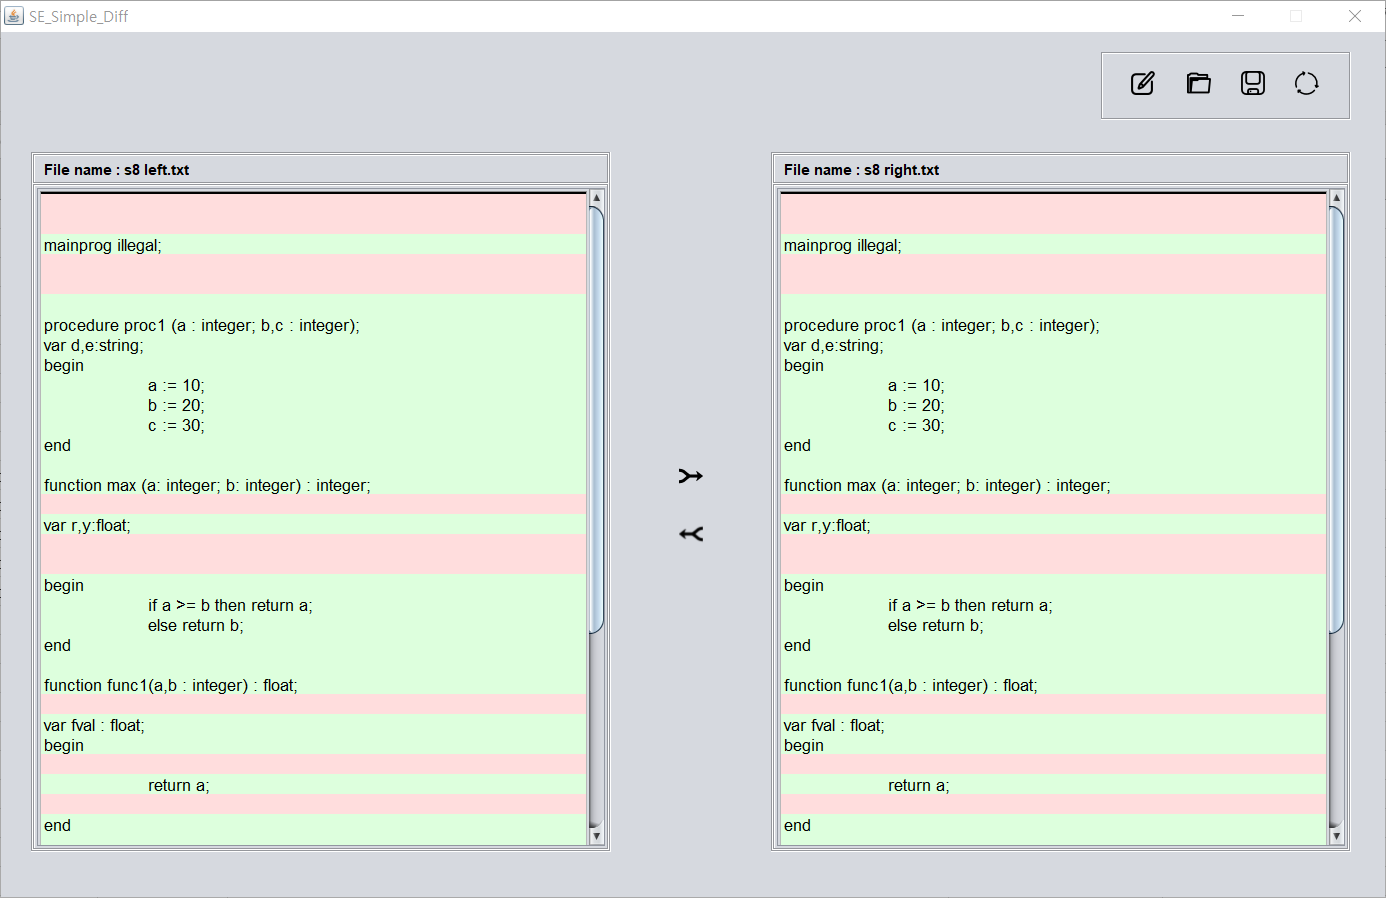 SE_Simple_Diff
File name : s8 left.txt
mainprog illegal;
procedure proc1 (a : integer; b,c : integer);
var d,e:string;
begin
a := 10;
b := 20;
c := 30;
end
function max (a: integer; b: integer) : integer;
var r,y:float;
begin
if a >= b then return a;
else return b;
end
function func1(a,b : integer) : float;
var fval : float;
begin
return a;
end
File name : s8 right.txt
mainprog illegal;
procedure proc1 (a : integer; b,c : integer);
var d,e:string;
begin
a := 10;
b := 20;
c := 30;
end
function max (a: integer; b: integer) : integer;
var r,y:float;
begin
if a >= b then return a;
else return b;
end
function func1(a,b : integer) : float;
var fval : float;
begin
return a;
end